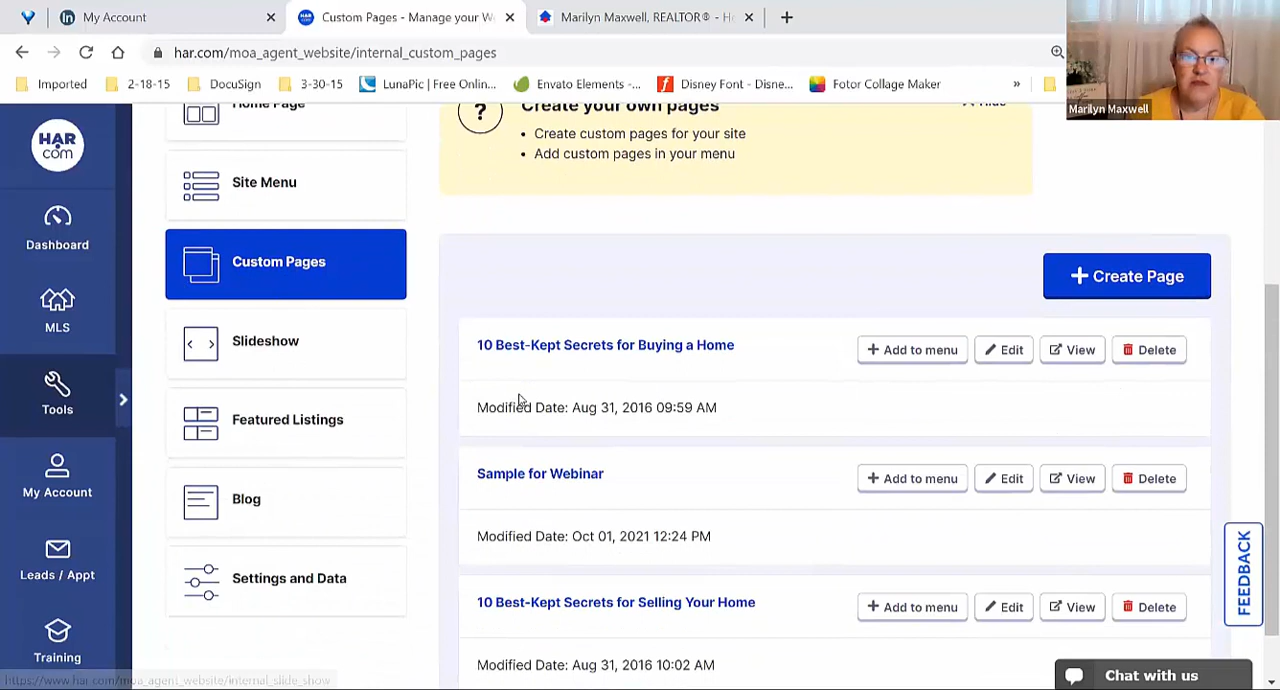 My Account
Custom Pages - Manage your W
Marilyn Maxwell, REALTOR® - H
har.com/moa_agent_website/internal_custom_pages
Imported
2-18-15
DocuSign
3-30-15
LunaPic | Free Onlin...
Envato Elements -...
Disney Font - Disne...
Fotor Collage Maker
»
Marilyn Maxwell
HAR
com
Dashboard
MLS
Tools
My Account
Leads / Appt
Training
Home Page
Site Menu
Custom Pages
Slideshow
Featured Listings
Blog
Settings and Data
?
Create your own pages
Hide
• Create custom pages for your site
• Add custom pages in your menu
+ Create Page
10 Best-Kept Secrets for Buying a Home
+ Add to menu Edit View Delete
Modified Date: Aug 31, 2016 09:59 AM
Sample for Webinar
+ Add to menu Edit View Delete
Modified Date: Oct 01, 2021 12:24 PM
10 Best-Kept Secrets for Selling Your Home
+ Add to menu Edit View Delete
Modified Date: Aug 31, 2016 10:02 AM
FEEDBACK
Chat with us
https://www.har.com/moa_agent_website/internal_slide_show